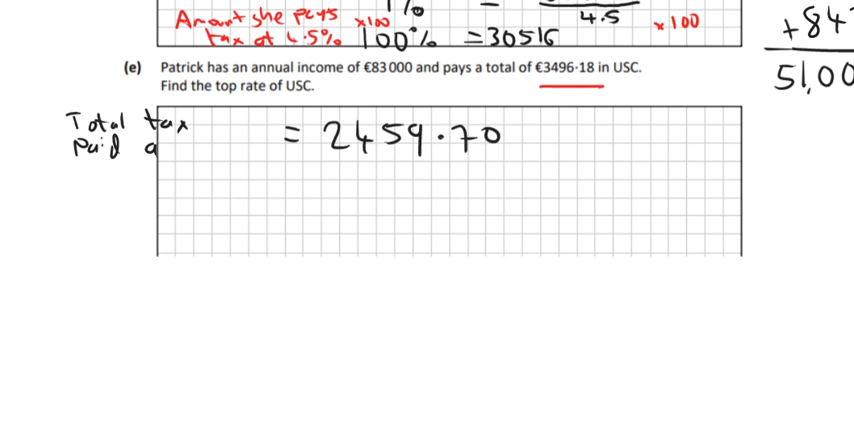 1%
4.5
Amount she pays ×100
tax at 4.5% 100% = 30516 ×100
+84
51,00
(e) Patrick has an annual income of €83 000 and pays a total of €3496·18 in USC.
Find the top rate of USC.
Total tax = 2459.70
Paid a